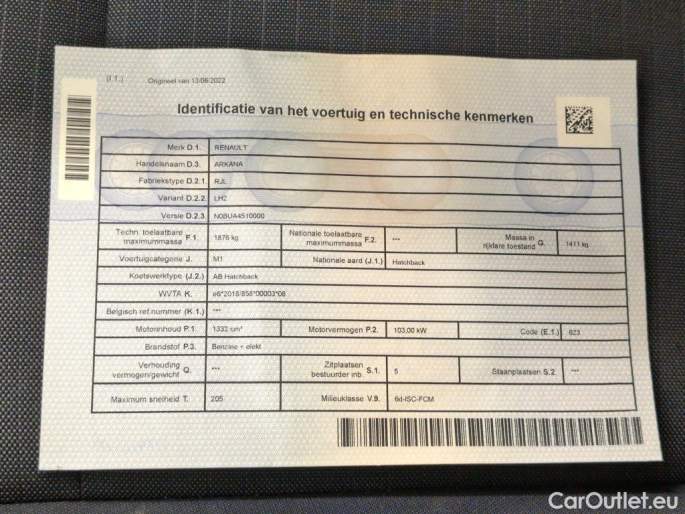 (I.1.) Origineel van 13/06/2022
Identificatie van het voertuig en technische kenmerken
Merk D.1. RENAULT
Handelsnaam D.3. ARKANA
Fabriekstype D.2.1. RJL
Variant D.2.2. LH2
Versie D.2.3. N0BUA4510000
Techn. toelaatbare maximummassa F.1. 1876 kg Nationale toelaatbare maximummassa F.2. *** Massa in rijklare toestand G. 1411 kg
Voertuigcategorie J. M1 Nationale aard (J.1.) Hatchback
Koetswerktype (J.2.) AB Hatchback
WVTA K. e6*2018/858*00003*08
Belgisch ref.nummer (K.1.) ***
Motorinhoud P.1. 1332 cm³ Motorvermogen P.2. 103,00 kW Code (E.1.) 623
Brandstof P.3. Benzine + elekt
Verhouding vermogen/gewicht Q. *** Zitplaatsen bestuurder inb. S.1. 5 Staanplaatsen S.2. ***
Maximum snelheid T. 205 Milieuklasse V.9. 6d-ISC-FCM
CarOutlet.eu